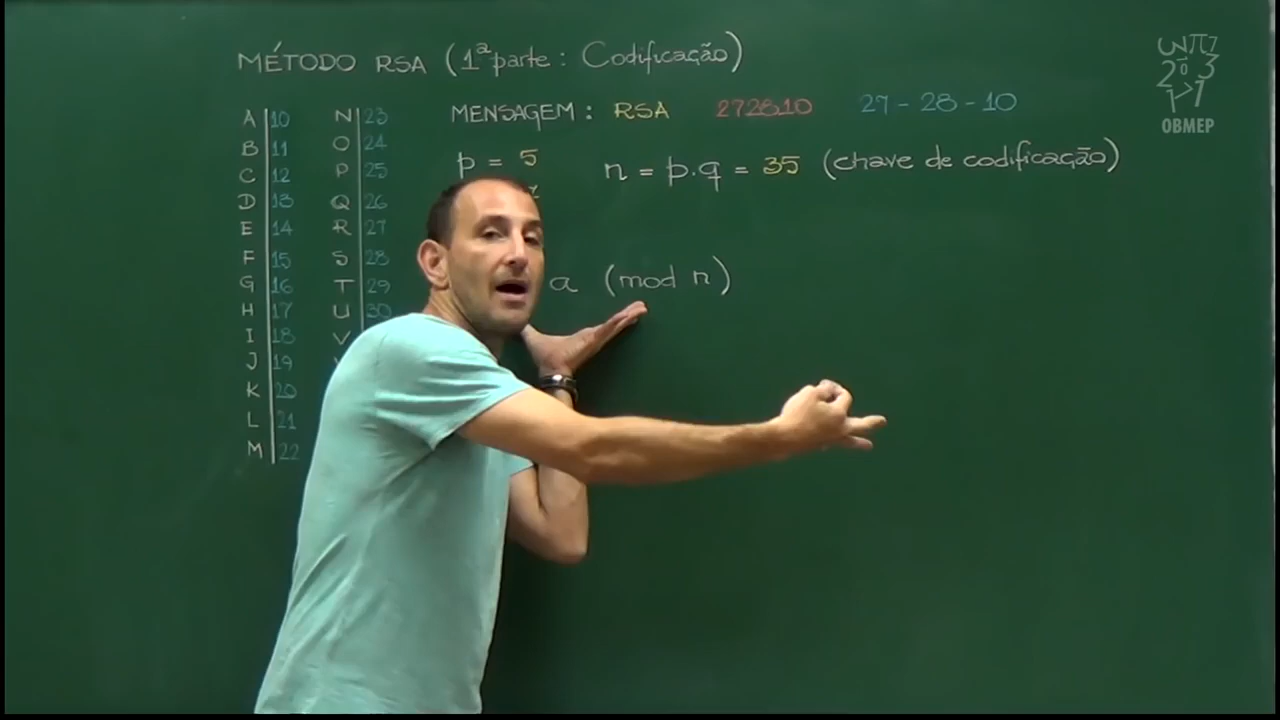 MÉTODO RSA (1ª parte: Codificação)
MENSAGEM: RSA 272810 27-28-10
p = 5
n = p.q = 35 (chave de codificação)
a (mod n)
A 10 N 23
B 11 O 24
C 12 P 25
D 13 Q 26
E 14 R 27
F 15 S 28
G 16 T 29
H 17 U 30
I 18 V
J 19
K 20
L 21
M 22
OBMEP